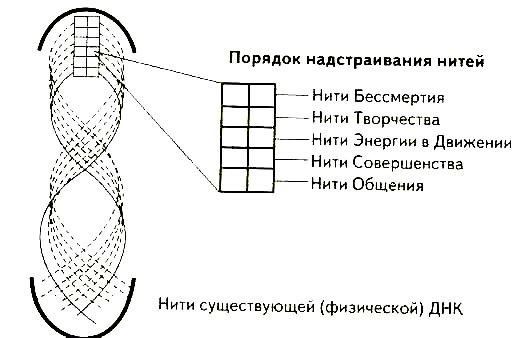 Порядок надстраивания нитей
Нити Бессмертия
Нити Творчества
Нити Энергии в Движении
Нити Совершенства
Нити Общения
Нити существующей (физической) ДНК